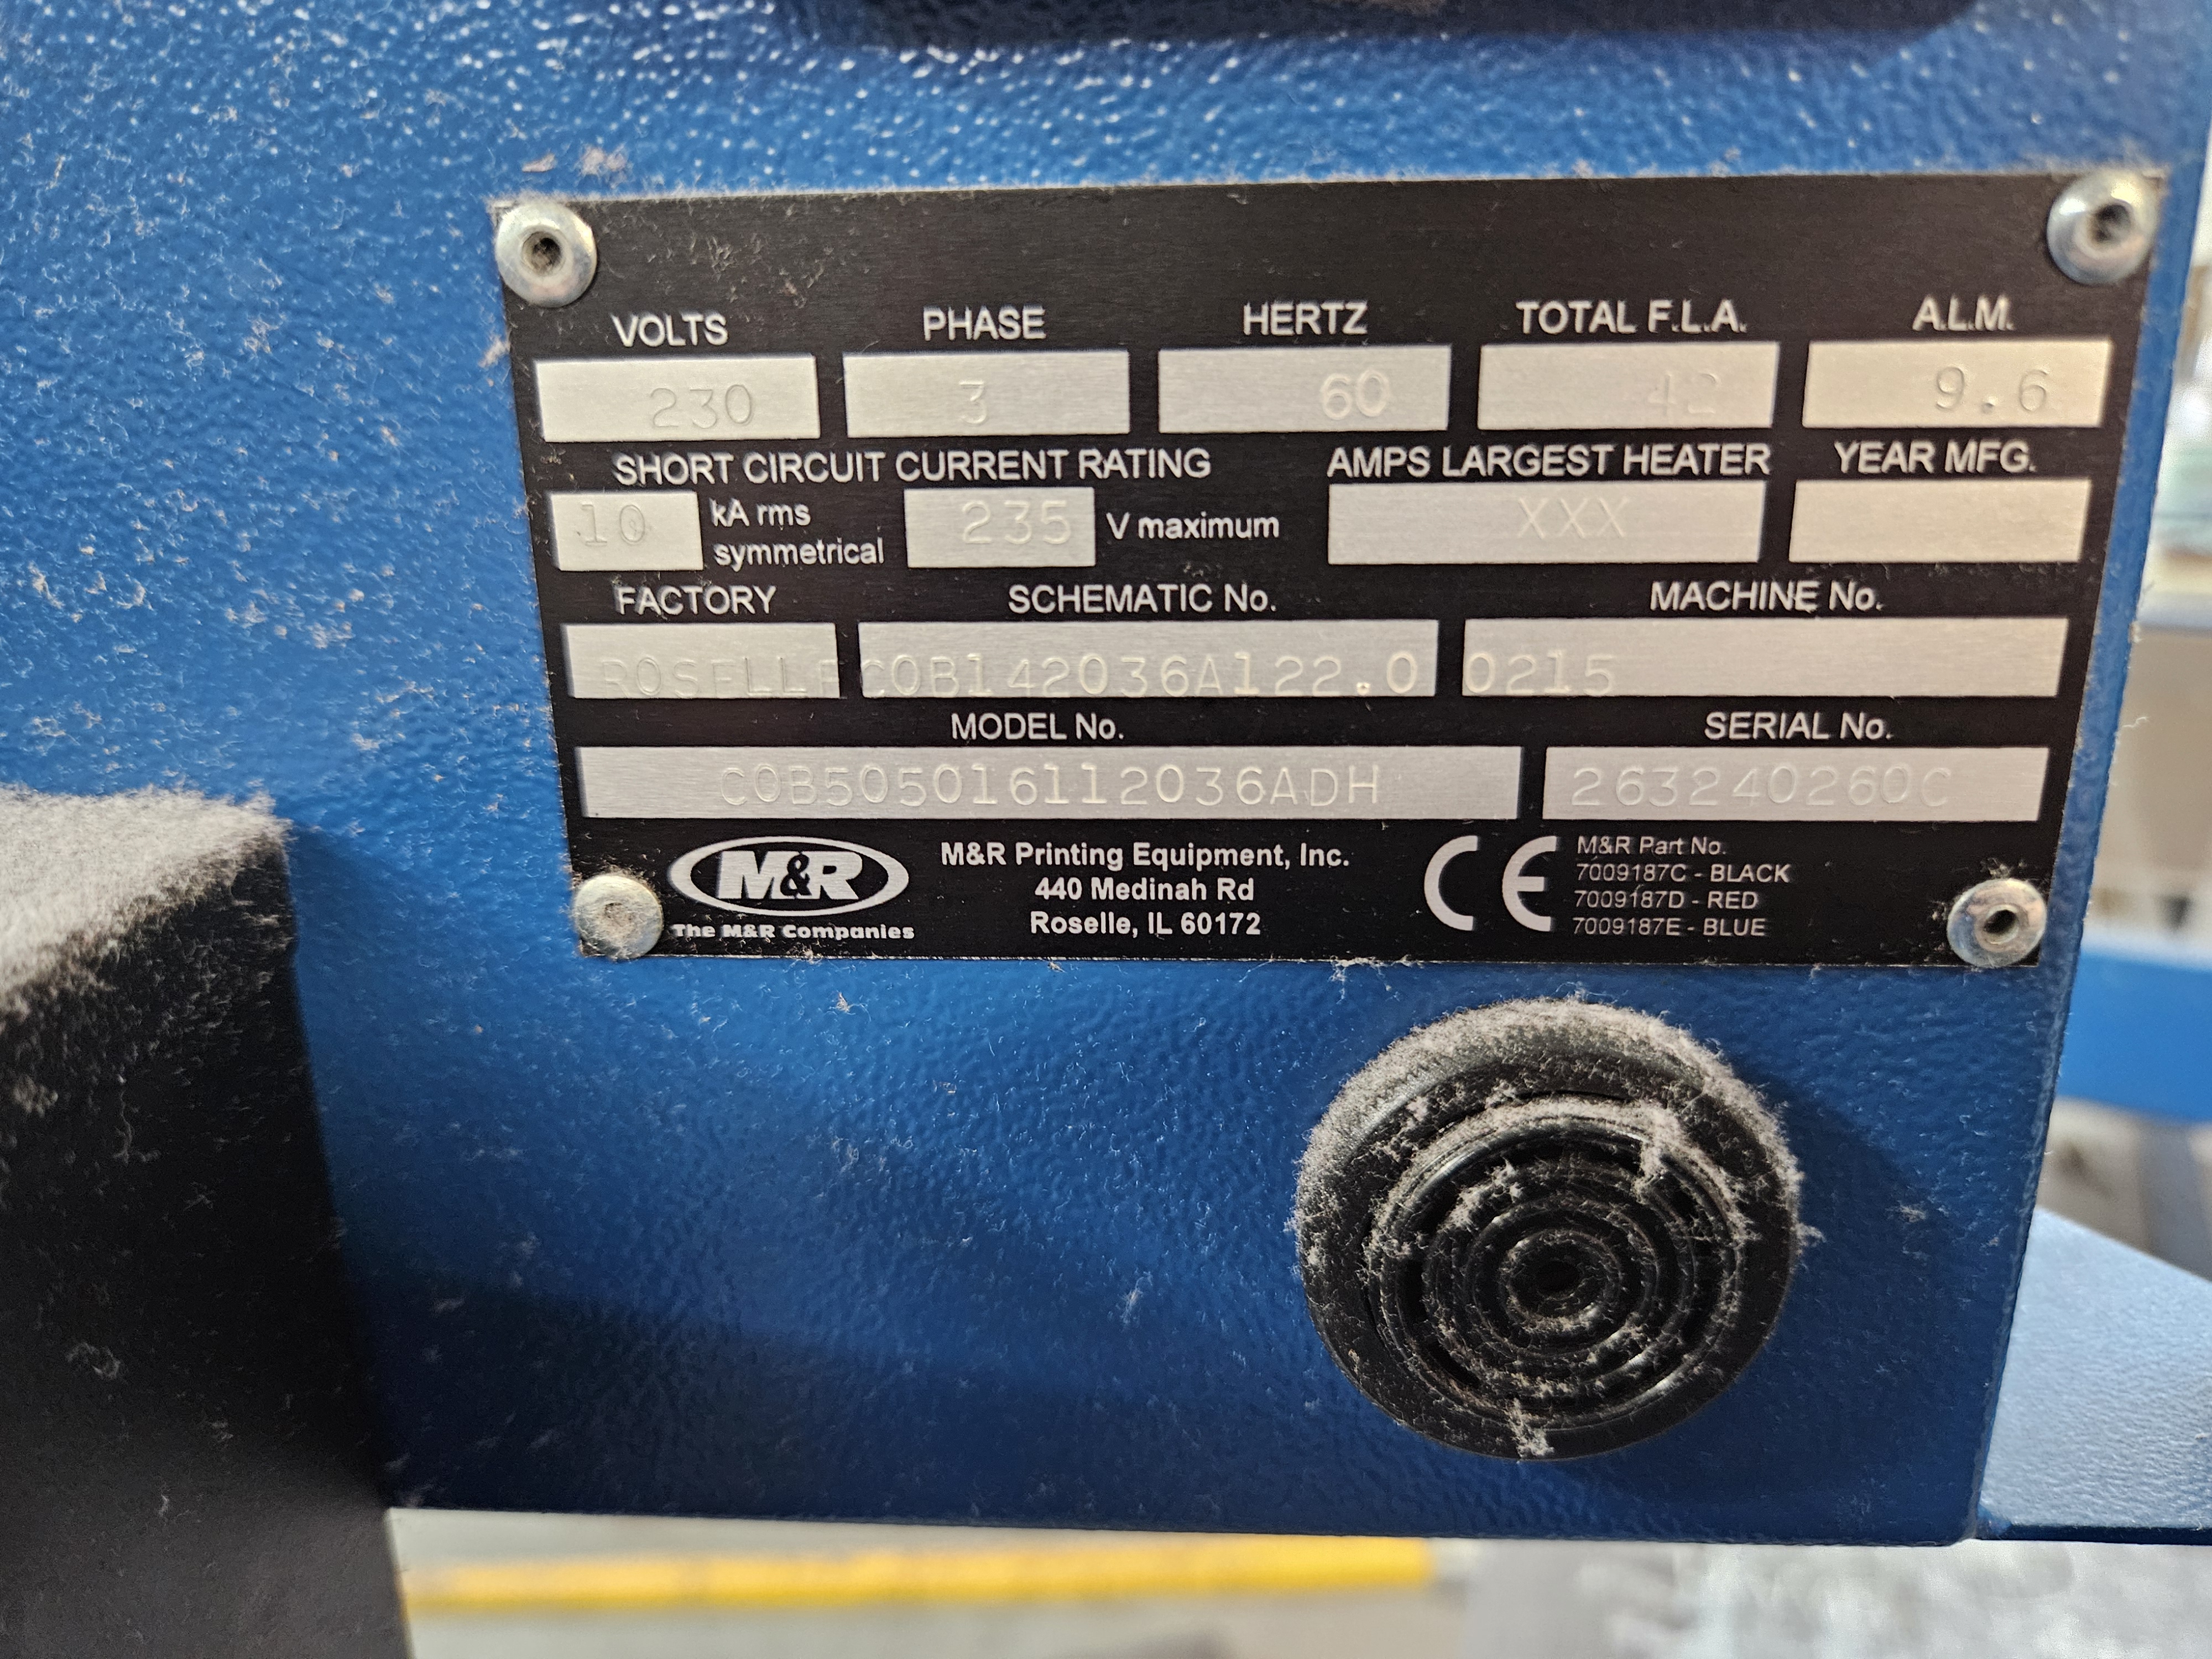 VOLTS PHASE HERTZ TOTAL F.L.A. A.L.M.
230 3 60 42 9.6
SHORT CIRCUIT CURRENT RATING AMPS LARGEST HEATER YEAR MFG.
10 kA rms symmetrical 235 V maximum XXX
FACTORY SCHEMATIC No. MACHINE No.
ROSELLE COB142036A122.0 0215
MODEL No. SERIAL No.
COB505016112036ADH 263240260C
M&R
The M&R Companies
M&R Printing Equipment, Inc.
440 Medinah Rd
Roselle, IL 60172
CE
M&R Part No.
7009187C - BLACK
7009187D - RED
7009187E - BLUE